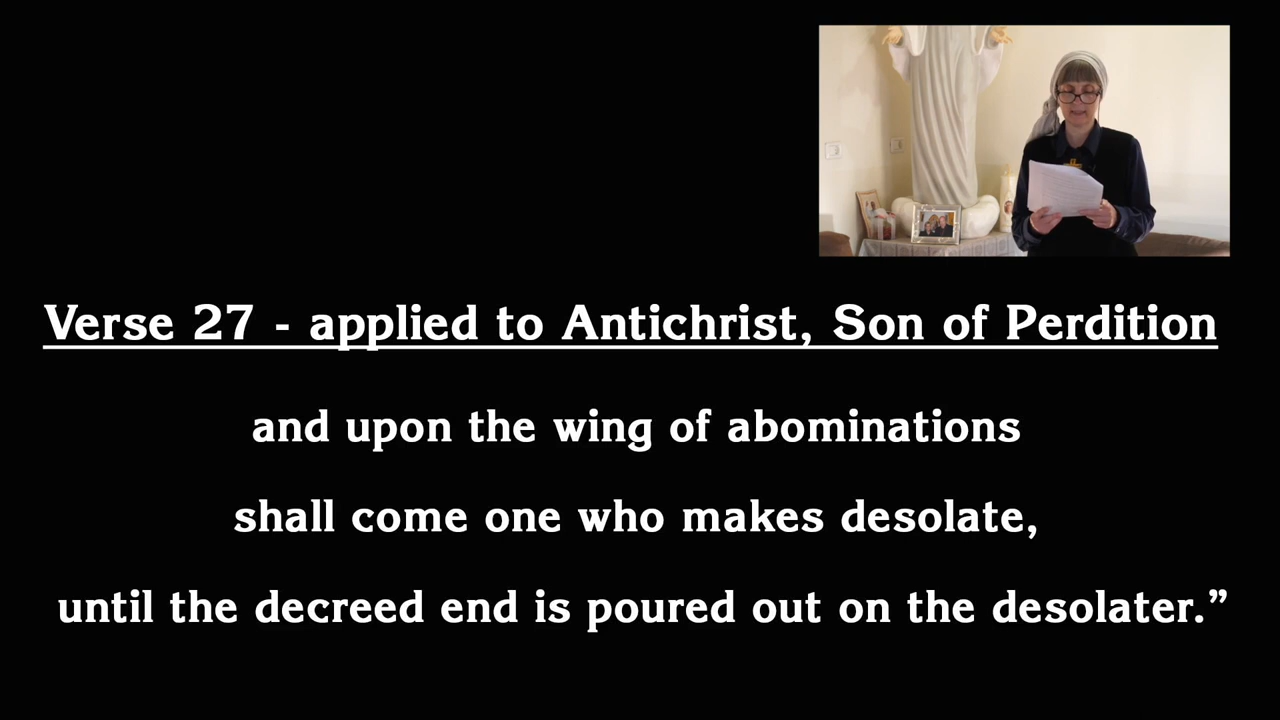 Verse 27 - applied to Antichrist, Son of Perdition
and upon the wing of abominations
shall come one who makes desolate,
until the decreed end is poured out on the desolater.”